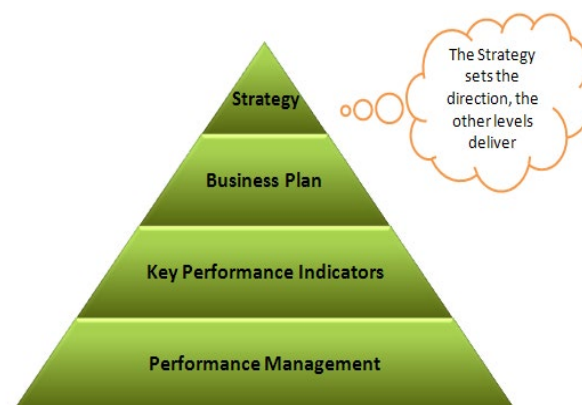 The Strategy
sets the
direction, the
other levels
deliver
Strategy
Business Plan
Key Performance Indicators
Performance Management